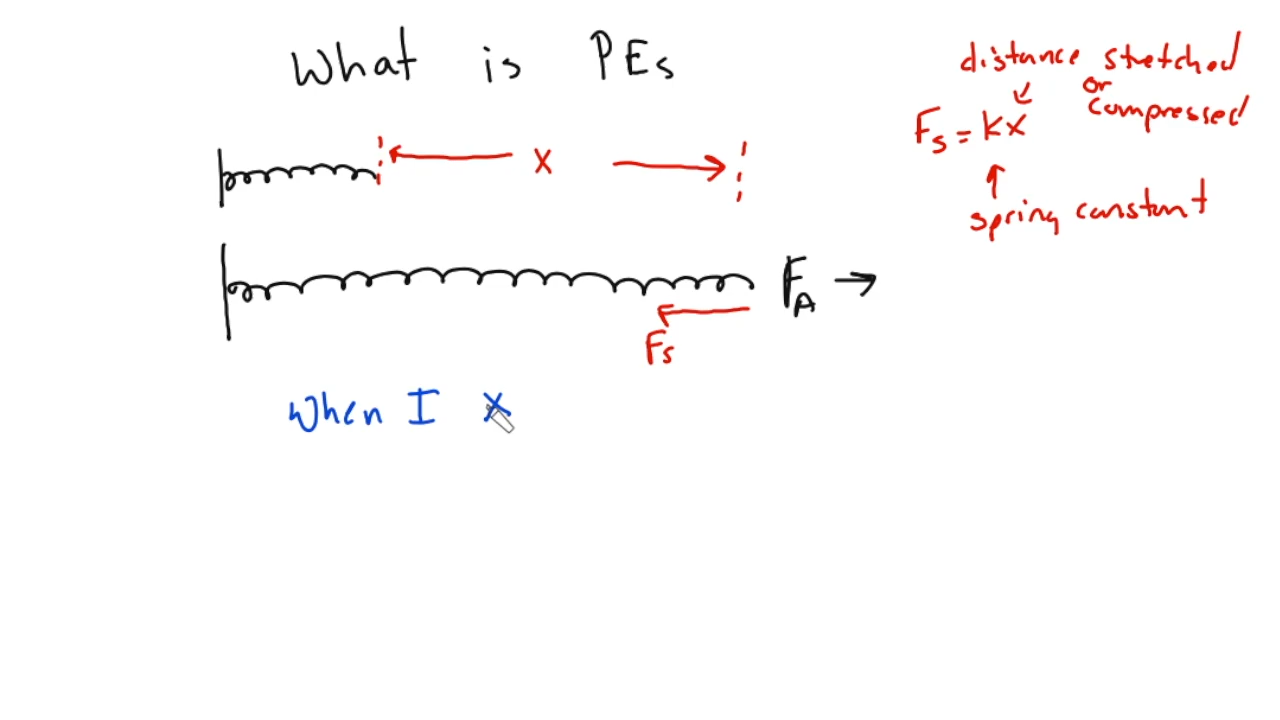 What is PEs
distance stretched
or
compressed
Fs = kx
x
spring constant
FA
Fs
When I x